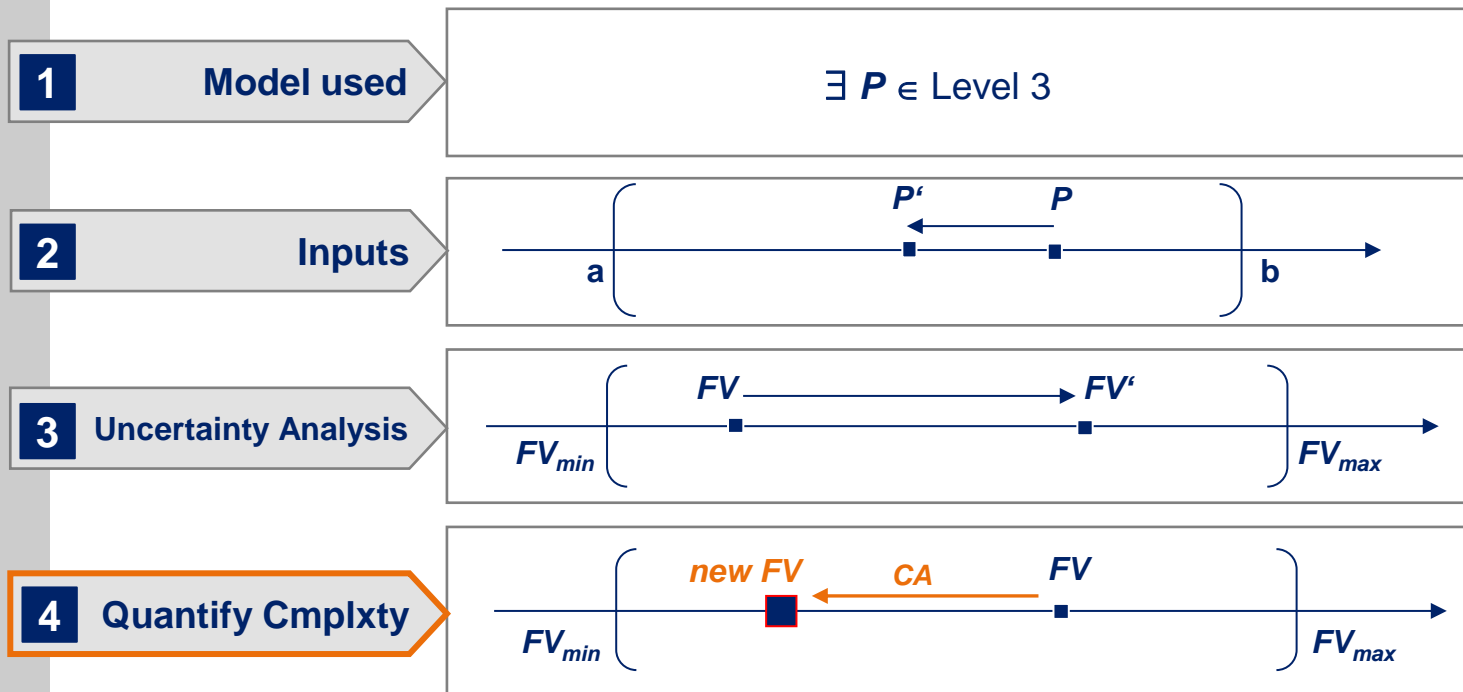 1 Model used
∃ P ∈ Level 3
2 Inputs
P‘ P
a b
3 Uncertainty Analysis
FV FV‘
FVmin FVmax
4 Quantify Cmplxty
new FV CA FV
FVmin FVmax